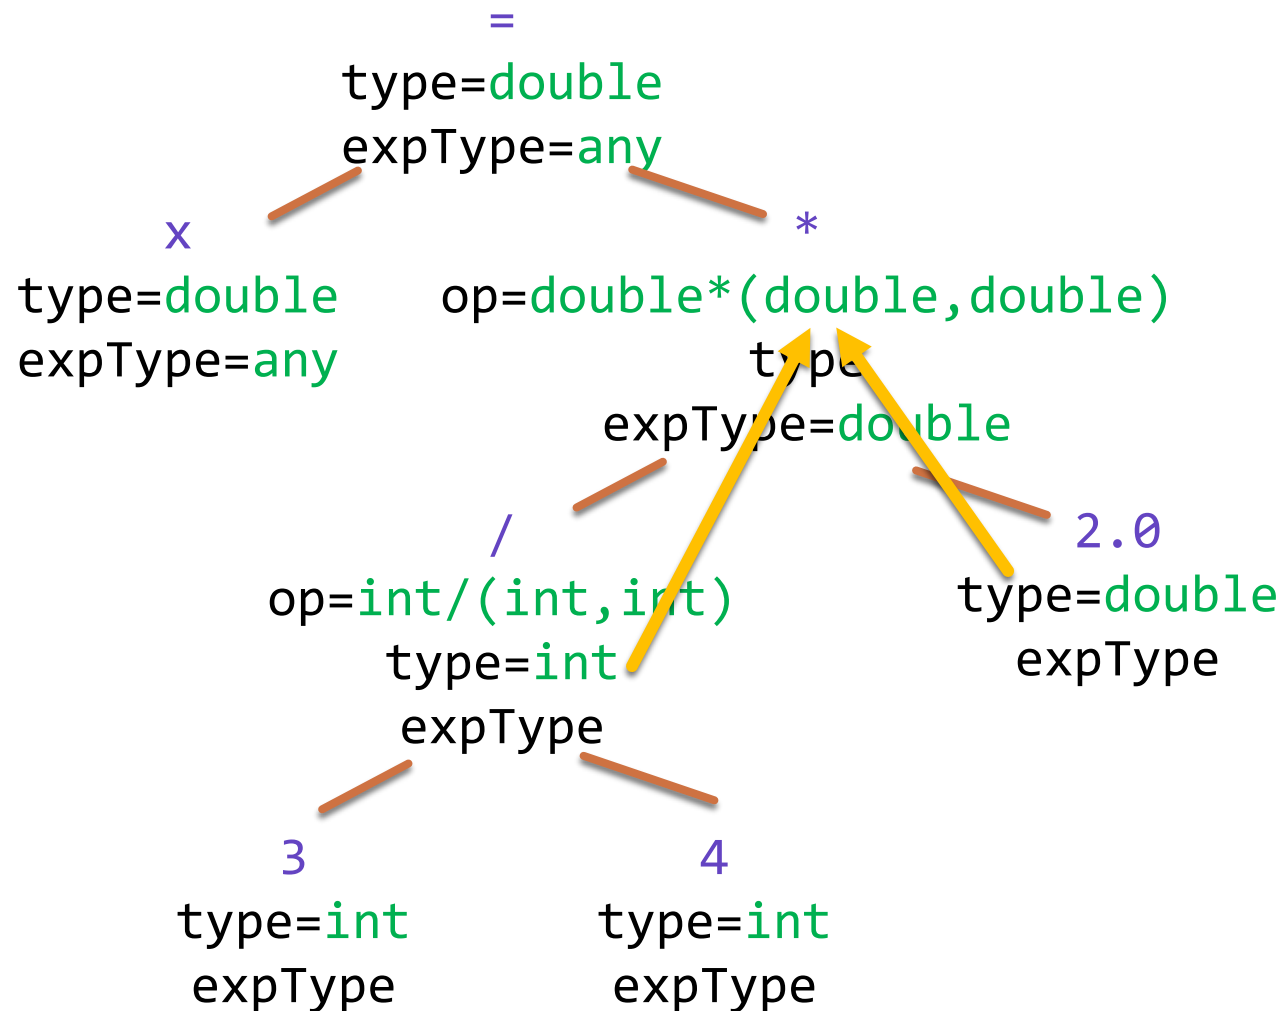 =
type=double
expType=any
x
type=double
expType=any
*
op=double*(double,double)
type
expType=double
/
op=int/(int,int)
type=int
expType
2.0
type=double
expType
3
type=int
expType
4
type=int
expType